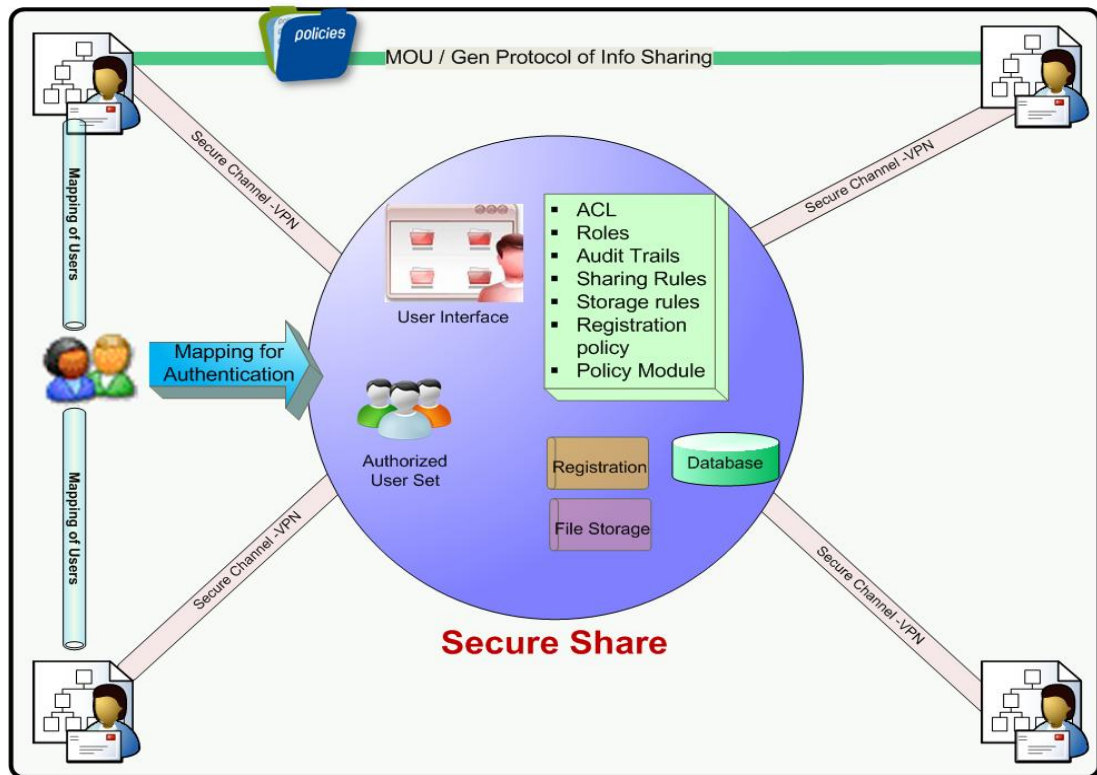 policies
MOU / Gen Protocol of Info Sharing
Secure Channel -VPN
Secure Channel -VPN
Mapping of Users
ACL
Roles
Audit Trails
Sharing Rules
Storage rules
Registration
policy
Policy Module
User Interface
Mapping for
Authentication
Authorized
User Set
Registration
Database
File Storage
Mapping of Users
Secure Channel -VPN
Secure Channel -VPN
Secure Share